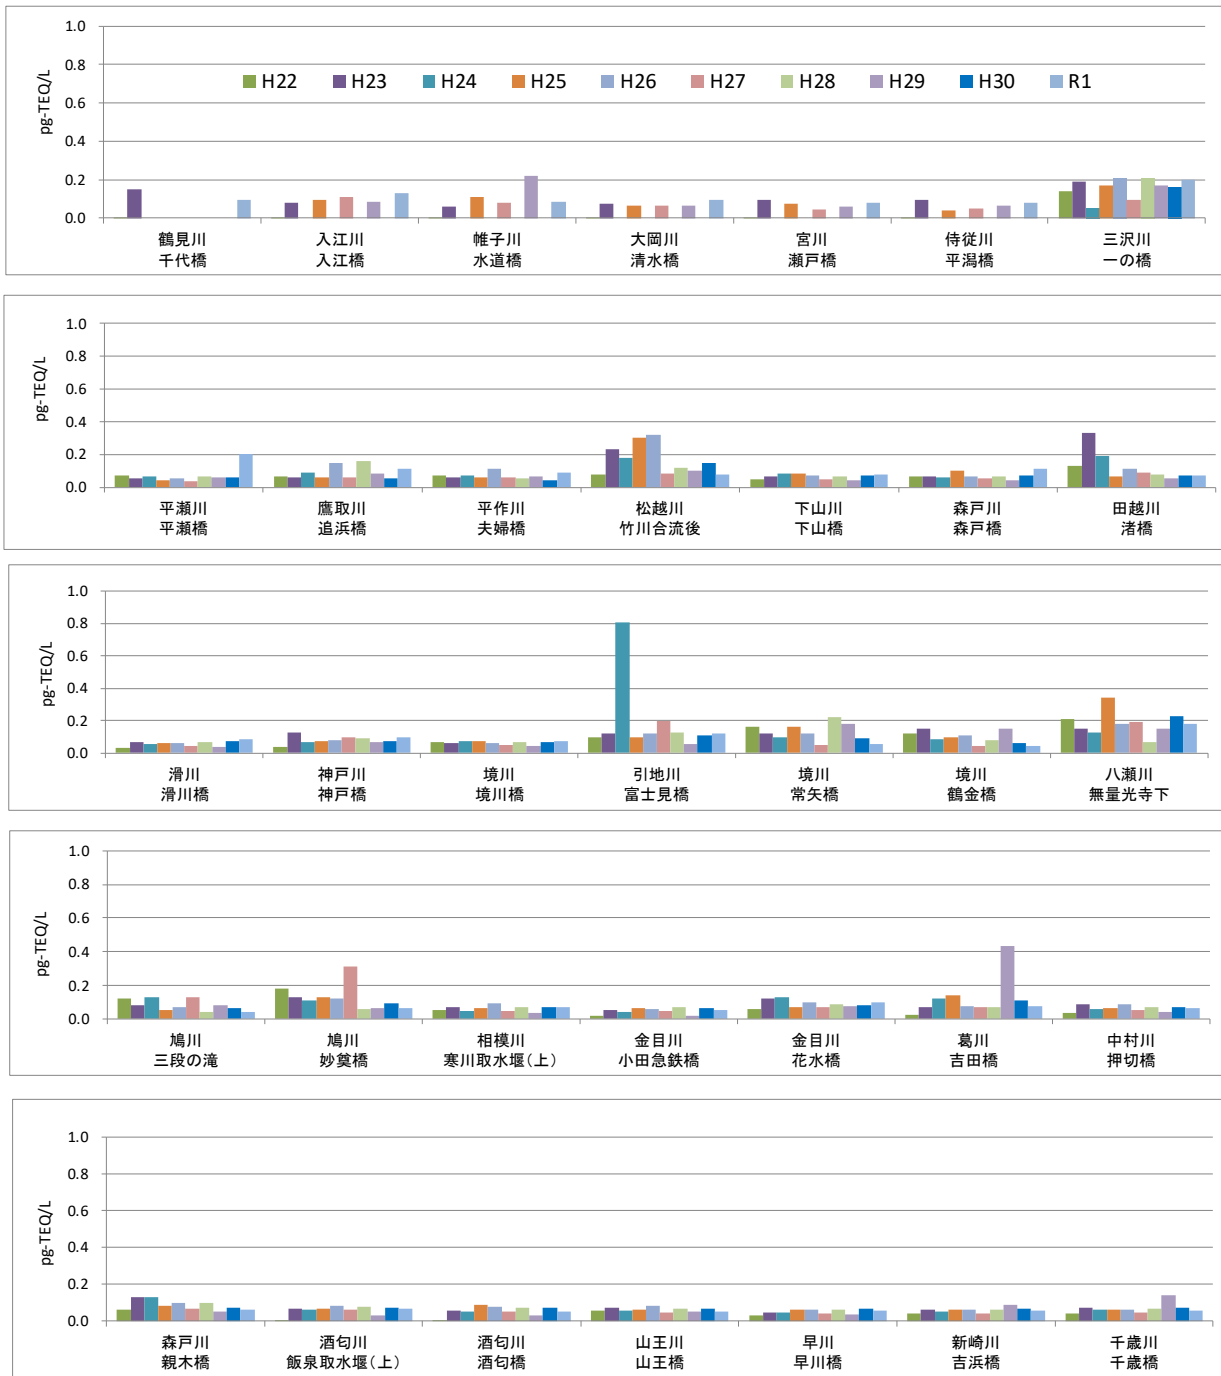 1.0
0.8
0.6
0.4
0.2
0.0
pg-TEQ/L
H22 H23 H24 H25 H26 H27 H28 H29 H30 R1
鶴見川 入江川 帷子川 大岡川 宮川 侍従川 三沢川
千代橋 入江橋 水道橋 清水橋 瀬戸橋 平潟橋 一の橋
1.0
0.8
0.6
0.4
0.2
0.0
pg-TEQ/L
平瀬川 鷹取川 平作川 松越川 下山川 森戸川 田越川
平瀬橋 追浜橋 夫婦橋 竹川合流後 下山橋 森戸橋 渚橋
1.0
0.8
0.6
0.4
0.2
0.0
pg-TEQ/L
滑川 神戸川 境川 引地川 境川 境川 八瀬川
滑川橋 神戸橋 境川橋 富士見橋 常矢橋 鶴金橋 無量光寺下
1.0
0.8
0.6
0.4
0.2
0.0
pg-TEQ/L
鳩川 鳩川 相模川 金目川 金目川 葛川 中村川
三段の滝 妙奠橋 寒川取水堰(上) 小田急鉄橋 花水橋 吉田橋 押切橋
1.0
0.8
0.6
0.4
0.2
0.0
pg-TEQ/L
森戸川 酒匂川 酒匂川 山王川 早川 新崎川 千歳川
親木橋 飯泉取水堰(上) 酒匂橋 山王橋 早川橋 吉浜橋 千歳橋